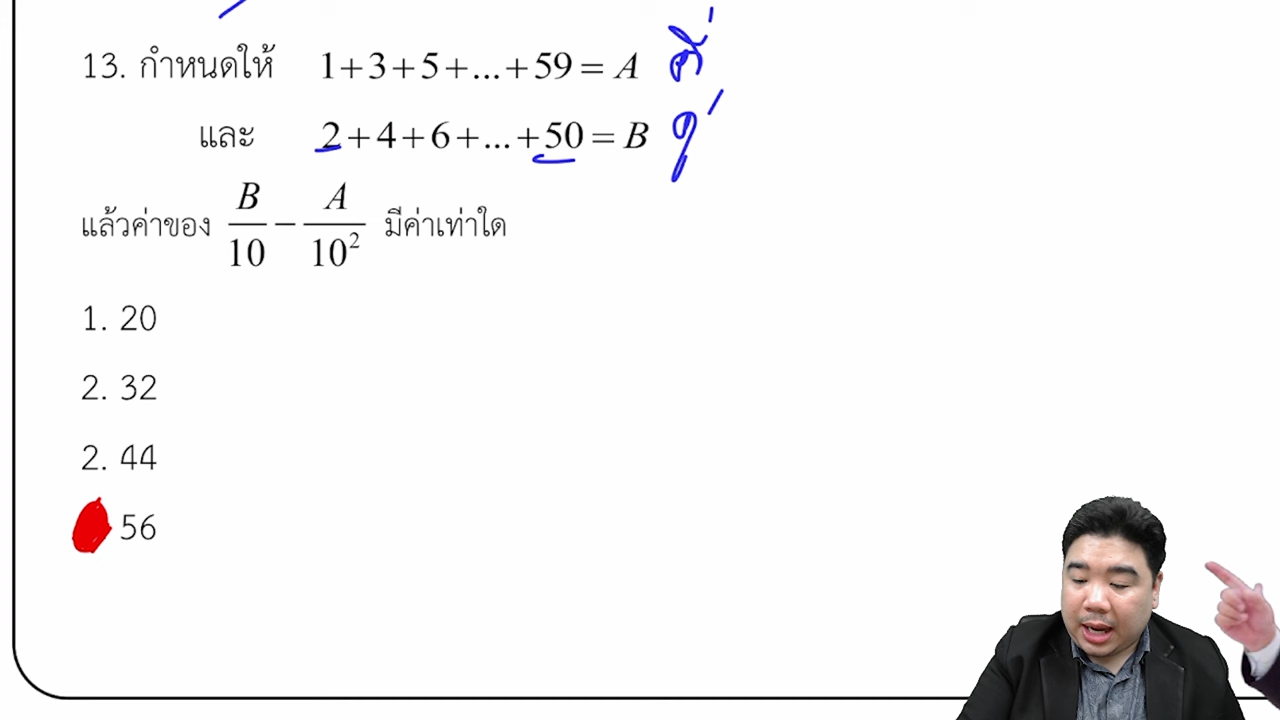 13. กำหนดให้ 1+3+5+...+59 = A คี่
และ 2+4+6+...+50 = B คู่
แล้วค่าของ B/10 − A/10² มีค่าเท่าใด
1. 20
2. 32
2. 44
56